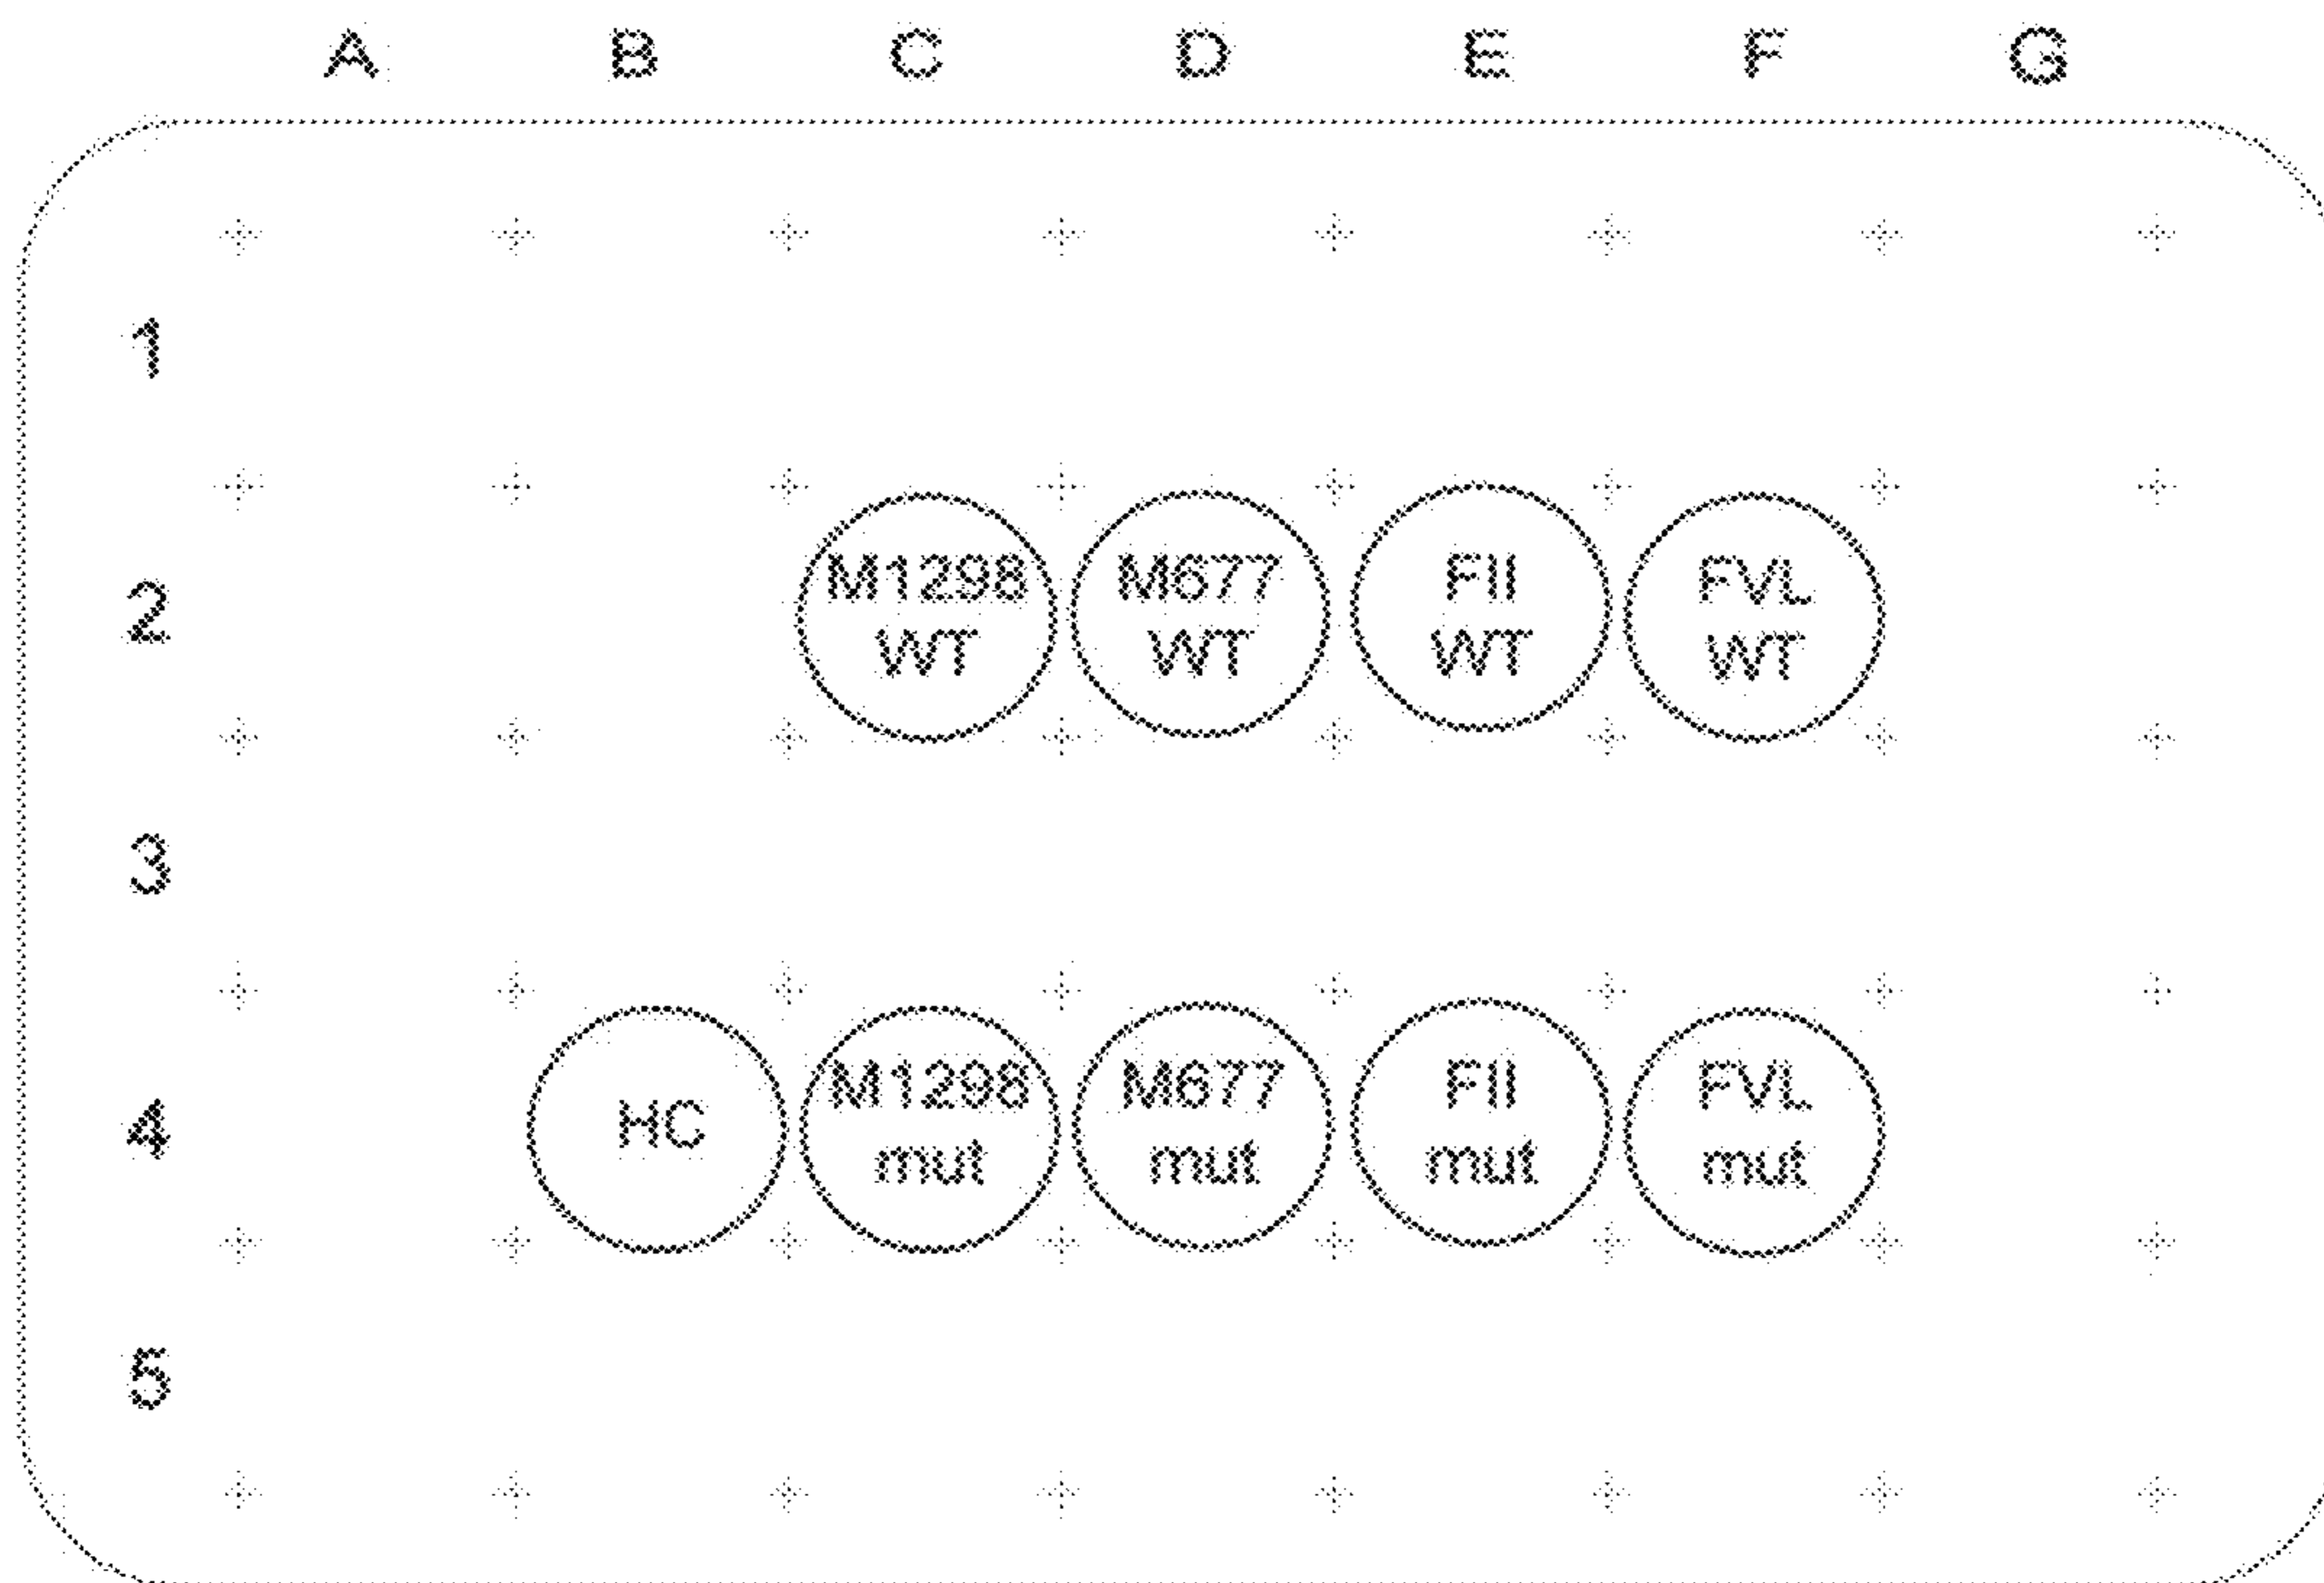 A B C D E F G
1
2
M1298 M677 FII FVL
WT WT WT WT
3
4
HC
M1298 M677 FII FVL
mut mut mut mut
5